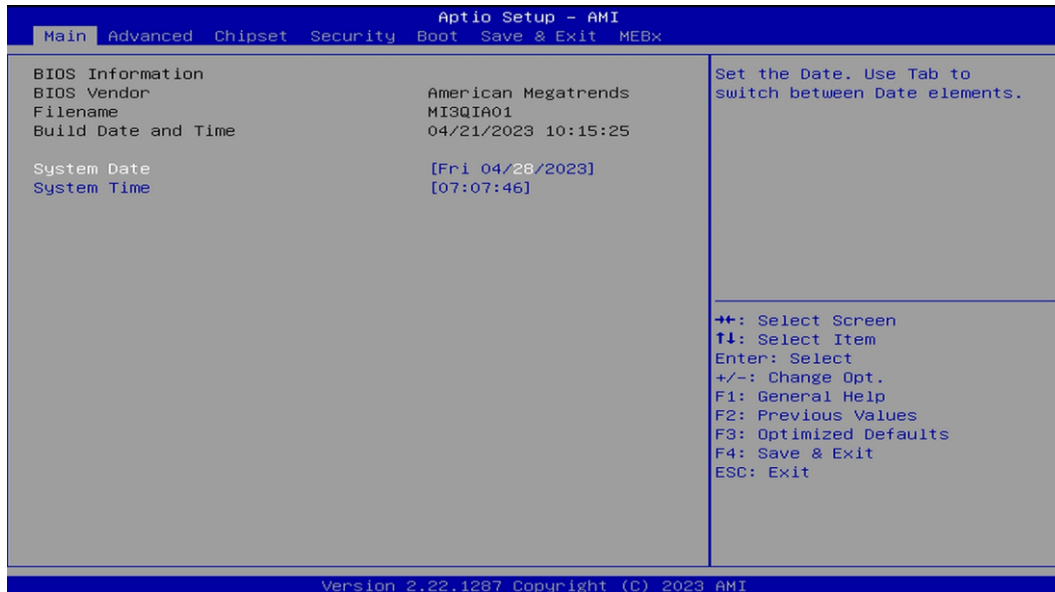 Aptio Setup – AMI
Main Advanced Chipset Security Boot Save & Exit MEBx
BIOS Information
BIOS Vendor American Megatrends
Filename MI3QIA01
Build Date and Time 04/21/2023 10:15:25
System Date [Fri 04/28/2023]
System Time [07:07:46]
Set the Date. Use Tab to
switch between Date elements.
→←: Select Screen
↑↓: Select Item
Enter: Select
+/-: Change Opt.
F1: General Help
F2: Previous Values
F3: Optimized Defaults
F4: Save & Exit
ESC: Exit
Version 2.22.1287 Copyright (C) 2023 AMI